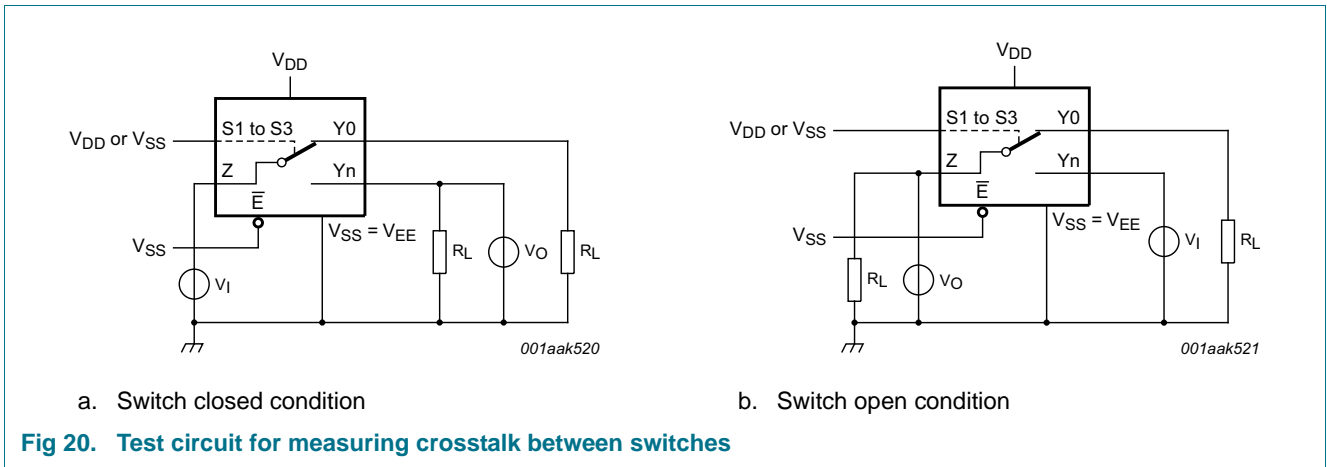 VDD
VDD or VSS
S1 to S3
Y0
Z
Yn
E
VSS
VSS = VEE
VI
RL
VO
RL
001aak520
a. Switch closed condition
VDD
VDD or VSS
S1 to S3
Y0
Z
Yn
E
VSS
VSS = VEE
RL
VO
VI
RL
001aak521
b. Switch open condition
Fig 20. Test circuit for measuring crosstalk between switches